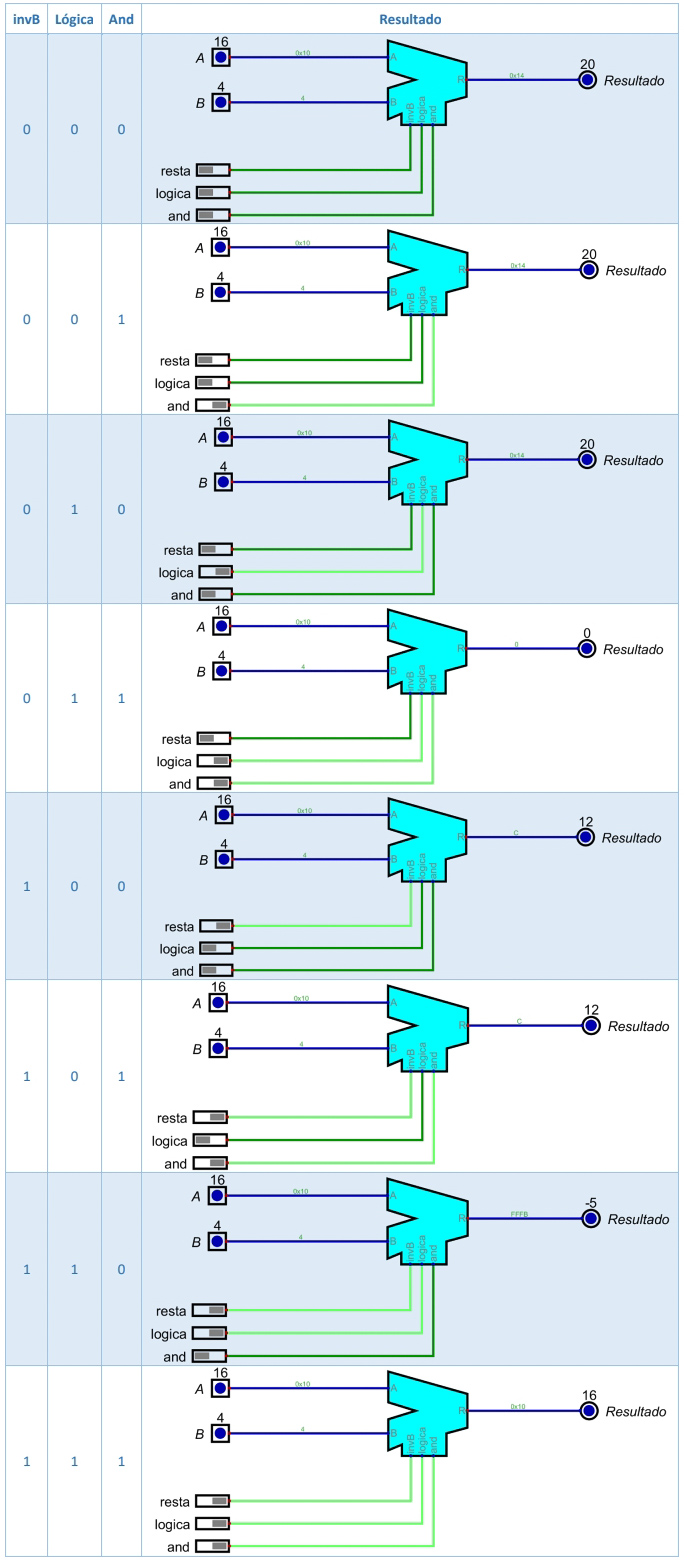 invB Lógica And Resultado
16
A 0x10 A
20
R 0x14 Resultado
4
B 4 B
invB logica and
0 0 0
resta
logica
and
16
A 0x10 A
20
R 0x14 Resultado
4
B 4 B
invB logica and
0 0 1
resta
logica
and
16
A 0x10 A
20
R 0x14 Resultado
4
B 4 B
invB logica and
0 1 0
resta
logica
and
16
A 0x10 A
0
R 0 Resultado
4
B 4 B
invB logica and
0 1 1
resta
logica
and
16
A 0x10 A
12
R C Resultado
4
B 4 B
invB logica and
1 0 0
resta
logica
and
16
A 0x10 A
12
R C Resultado
4
B 4 B
invB logica and
1 0 1
resta
logica
and
16
A 0x10 A
-5
R FFFB Resultado
4
B 4 B
invB logica and
1 1 0
resta
logica
and
16
A 0x10 A
16
R 0x10 Resultado
4
B 4 B
invB logica and
1 1 1
resta
logica
and